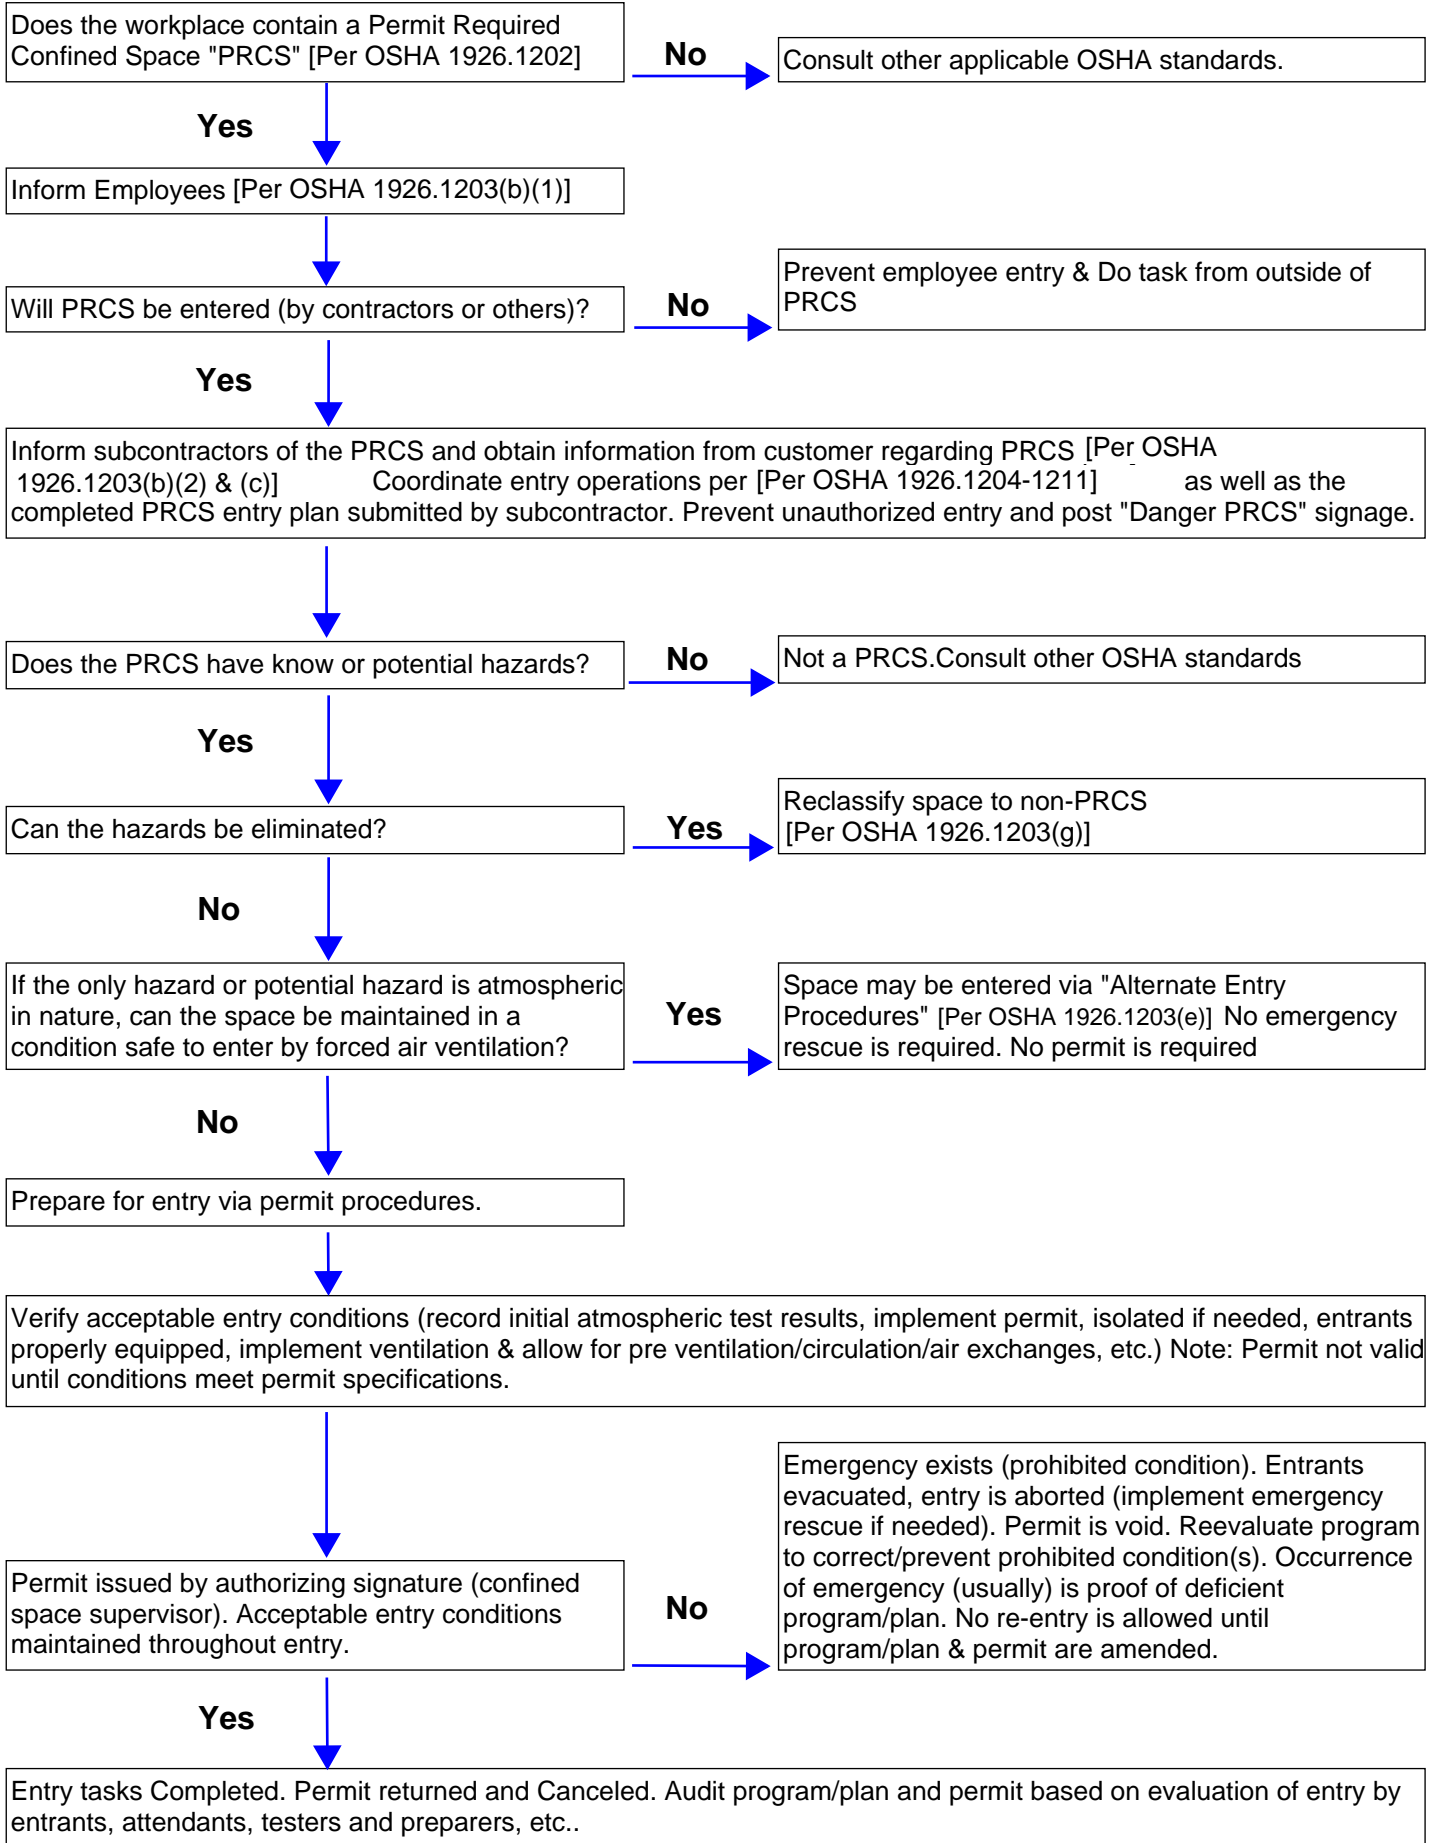 Does the workplace contain a Permit Required
Confined Space "PRCS" [Per OSHA 1926.1202]
No
Consult other applicable OSHA standards.
Yes
Inform Employees [Per OSHA 1926.1203(b)(1)]
Will PRCS be entered (by contractors or others)?
No
Prevent employee entry & Do task from outside of
PRCS
Yes
Inform subcontractors of the PRCS and obtain information from customer regarding PRCS [Per OSHA
1926.1203(b)(2) & (c)] Coordinate entry operations per [Per OSHA 1926.1204-1211] as well as the
completed PRCS entry plan submitted by subcontractor. Prevent unauthorized entry and post "Danger PRCS" signage.
Does the PRCS have know or potential hazards?
No
Not a PRCS.Consult other OSHA standards
Yes
Can the hazards be eliminated?
Yes
Reclassify space to non-PRCS
[Per OSHA 1926.1203(g)]
No
If the only hazard or potential hazard is atmospheric
in nature, can the space be maintained in a
condition safe to enter by forced air ventilation?
Yes
Space may be entered via "Alternate Entry
Procedures" [Per OSHA 1926.1203(e)] No emergency
rescue is required. No permit is required
No
Prepare for entry via permit procedures.
Verify acceptable entry conditions (record initial atmospheric test results, implement permit, isolated if needed, entrants
properly equipped, implement ventilation & allow for pre ventilation/circulation/air exchanges, etc.) Note: Permit not valid
until conditions meet permit specifications.
Permit issued by authorizing signature (confined
space supervisor). Acceptable entry conditions
maintained throughout entry.
No
Emergency exists (prohibited condition). Entrants
evacuated, entry is aborted (implement emergency
rescue if needed). Permit is void. Reevaluate program
to correct/prevent prohibited condition(s). Occurrence
of emergency (usually) is proof of deficient
program/plan. No re-entry is allowed until
program/plan & permit are amended.
Yes
Entry tasks Completed. Permit returned and Canceled. Audit program/plan and permit based on evaluation of entry by
entrants, attendants, testers and preparers, etc..